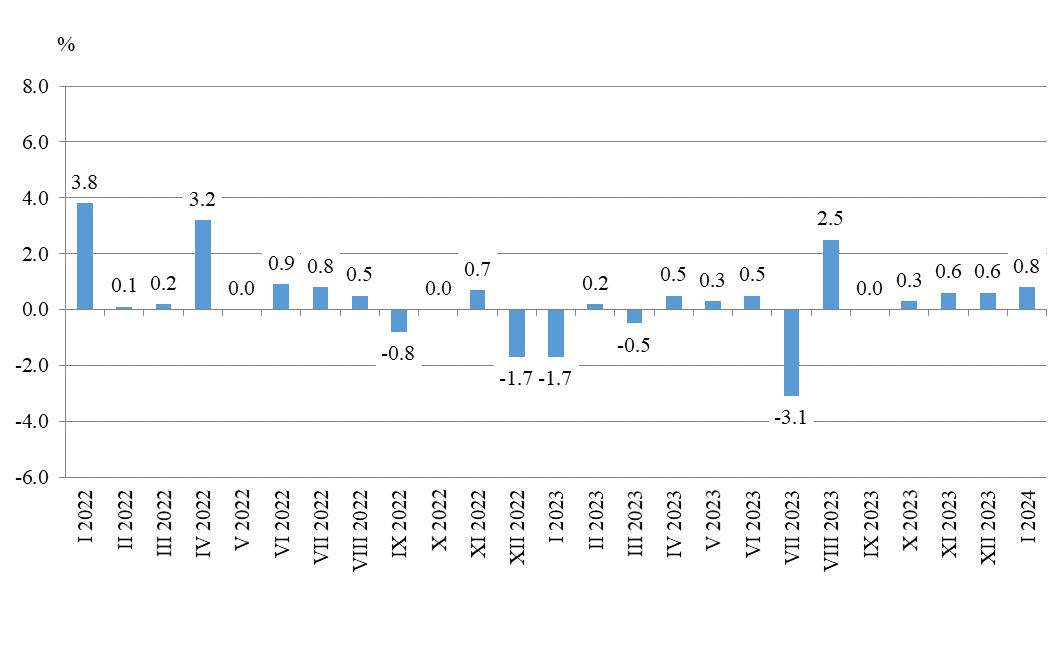 %
8.0
6.0
4.0
2.0
0.0
-2.0
-4.0
-6.0
3.8
0.1
0.2
3.2
0.0
0.9
0.8
0.5
-0.8
0.0
0.7
-1.7
-1.7
0.2
-0.5
0.5
0.3
0.5
-3.1
2.5
0.0
0.3
0.6
0.6
0.8
I 2022
II 2022
III 2022
IV 2022
V 2022
VI 2022
VII 2022
VIII 2022
IX 2022
X 2022
XI 2022
XII 2022
I 2023
II 2023
III 2023
IV 2023
V 2023
VI 2023
VII 2023
VIII 2023
IX 2023
X 2023
XI 2023
XII 2023
I 2024